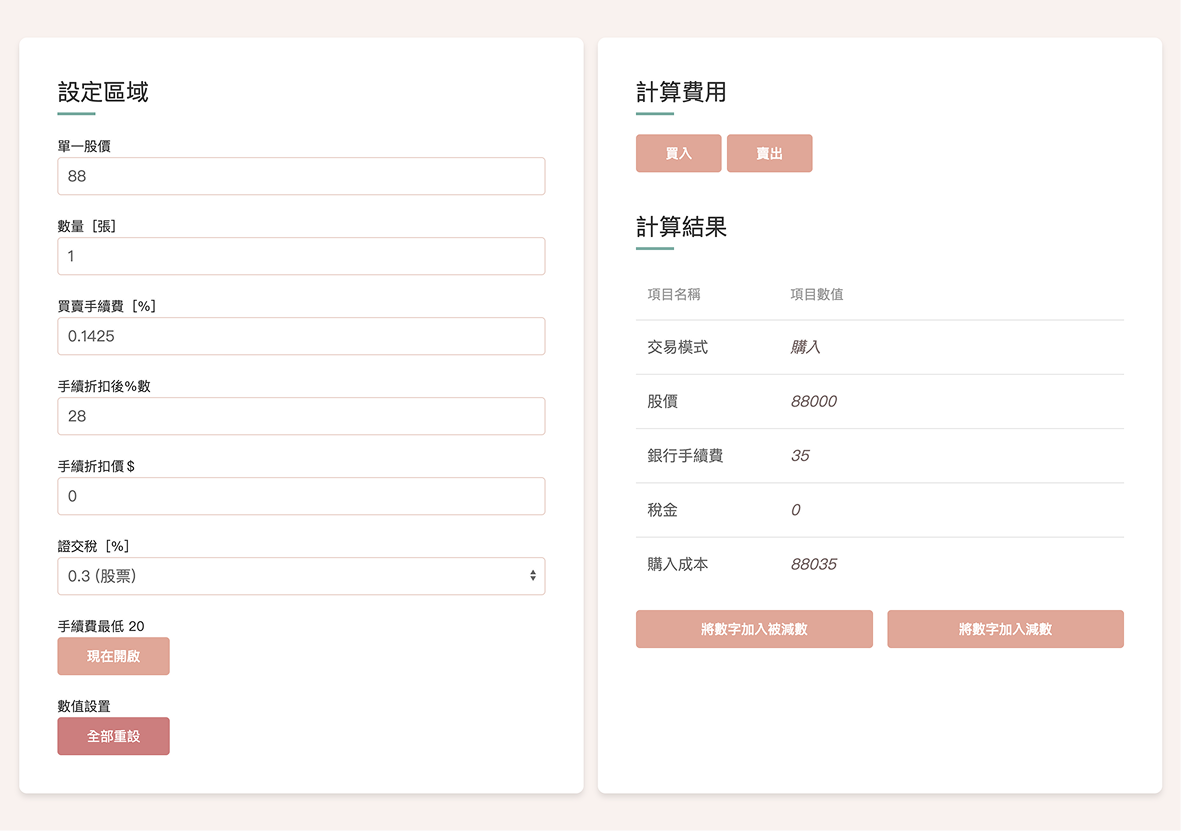 設定區域
單一股價
88
數量［張］
1
買賣手續費［%］
0.1425
手續折扣後%數
28
手續折扣價 $
0
證交稅［%］
0.3 (股票)
手續費最低 20
現在開啟
數值設置
全部重設
計算費用
買入 賣出
計算結果
項目名稱 項目數值
交易模式 購入
股價 88000
銀行手續費 35
稅金 0
購入成本 88035
將數字加入被減數 將數字加入減數